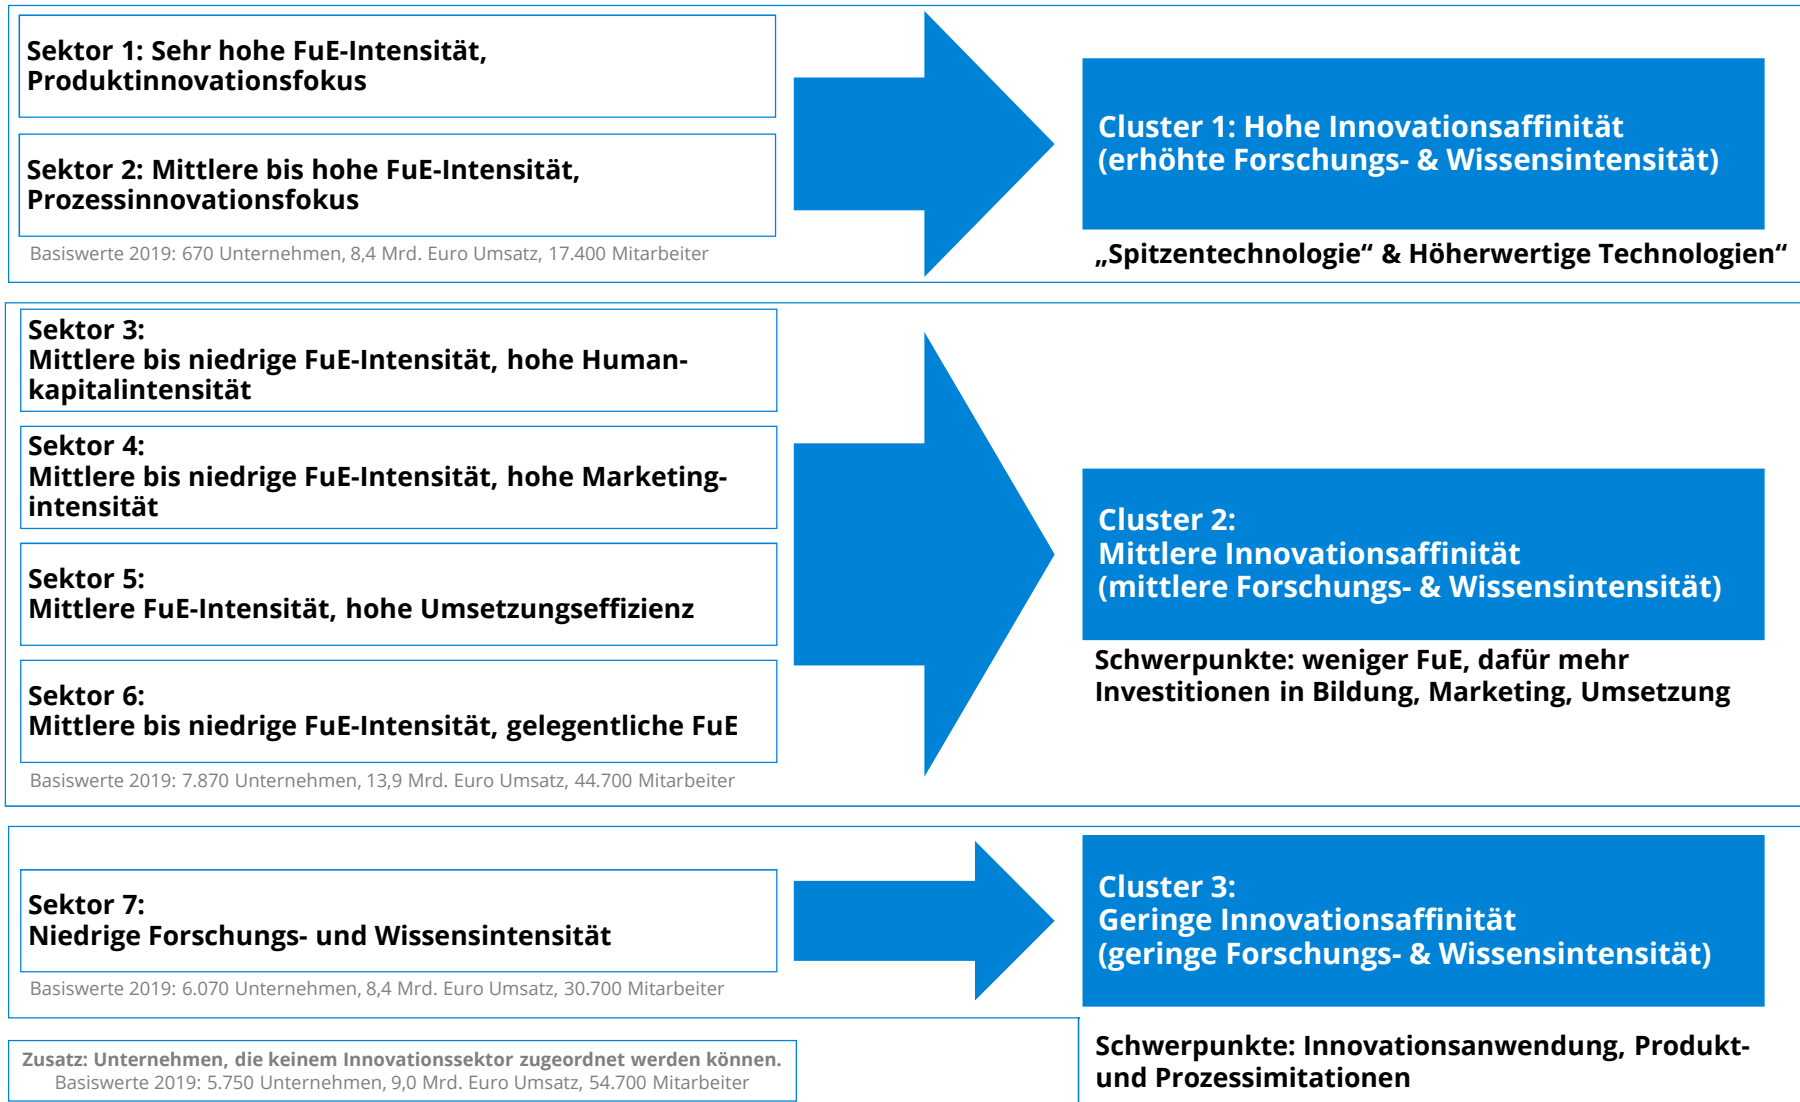 Sektor 1: Sehr hohe FuE-Intensität,
Produktinnovationsfokus
Sektor 2: Mittlere bis hohe FuE-Intensität,
Prozessinnovationsfokus
Basiswerte 2019: 670 Unternehmen, 8,4 Mrd. Euro Umsatz, 17.400 Mitarbeiter
Cluster 1: Hohe Innovationsaffinität
(erhöhte Forschungs- & Wissensintensität)
„Spitzentechnologie“ & Höherwertige Technologien“
Sektor 3:
Mittlere bis niedrige FuE-Intensität, hohe Human-
kapitalintensität
Sektor 4:
Mittlere bis niedrige FuE-Intensität, hohe Marketing-
intensität
Sektor 5:
Mittlere FuE-Intensität, hohe Umsetzungseffizienz
Sektor 6:
Mittlere bis niedrige FuE-Intensität, gelegentliche FuE
Basiswerte 2019: 7.870 Unternehmen, 13,9 Mrd. Euro Umsatz, 44.700 Mitarbeiter
Cluster 2:
Mittlere Innovationsaffinität
(mittlere Forschungs- & Wissensintensität)
Schwerpunkte: weniger FuE, dafür mehr
Investitionen in Bildung, Marketing, Umsetzung
Sektor 7:
Niedrige Forschungs- und Wissensintensität
Basiswerte 2019: 6.070 Unternehmen, 8,4 Mrd. Euro Umsatz, 30.700 Mitarbeiter
Cluster 3:
Geringe Innovationsaffinität
(geringe Forschungs- & Wissensintensität)
Schwerpunkte: Innovationsanwendung, Produkt-
und Prozessimitationen
Zusatz: Unternehmen, die keinem Innovationssektor zugeordnet werden können.
Basiswerte 2019: 5.750 Unternehmen, 9,0 Mrd. Euro Umsatz, 54.700 Mitarbeiter